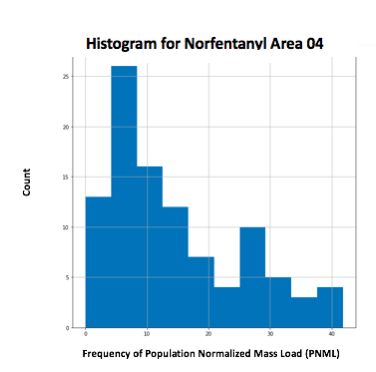 Histogram for Norfentanyl Area 04
25
20
15
10
5
0
Count
0 10 20 30 40
Frequency of Population Normalized Mass Load (PNML)